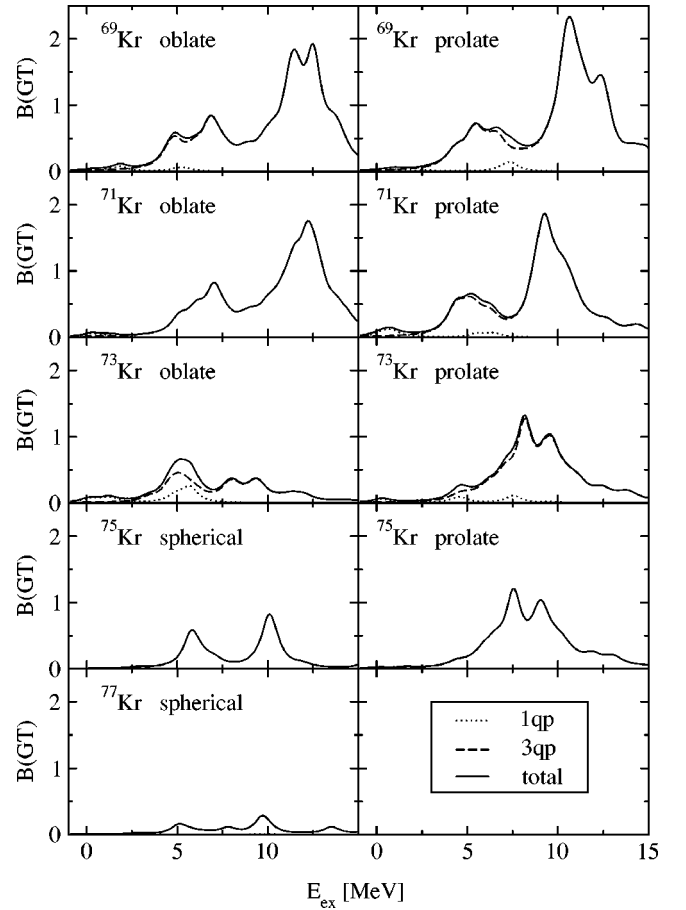 ⁶⁹Kr oblate
⁶⁹Kr prolate
B(GT)
2
1
0
⁷¹Kr oblate
⁷¹Kr prolate
B(GT)
2
1
0
⁷³Kr oblate
⁷³Kr prolate
B(GT)
2
1
0
⁷⁵Kr spherical
⁷⁵Kr prolate
B(GT)
2
1
0
⁷⁷Kr spherical
B(GT)
2
1
0
1qp
3qp
total
0 5 10 0 5 10 15
E_ex [MeV]